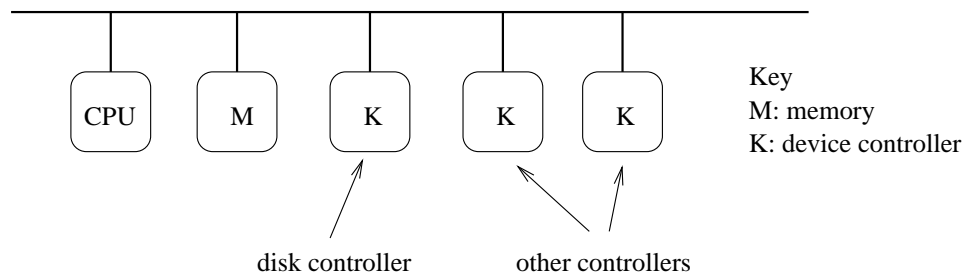 CPU
M
K
K
K
Key
M: memory
K: device controller
disk controller
other controllers